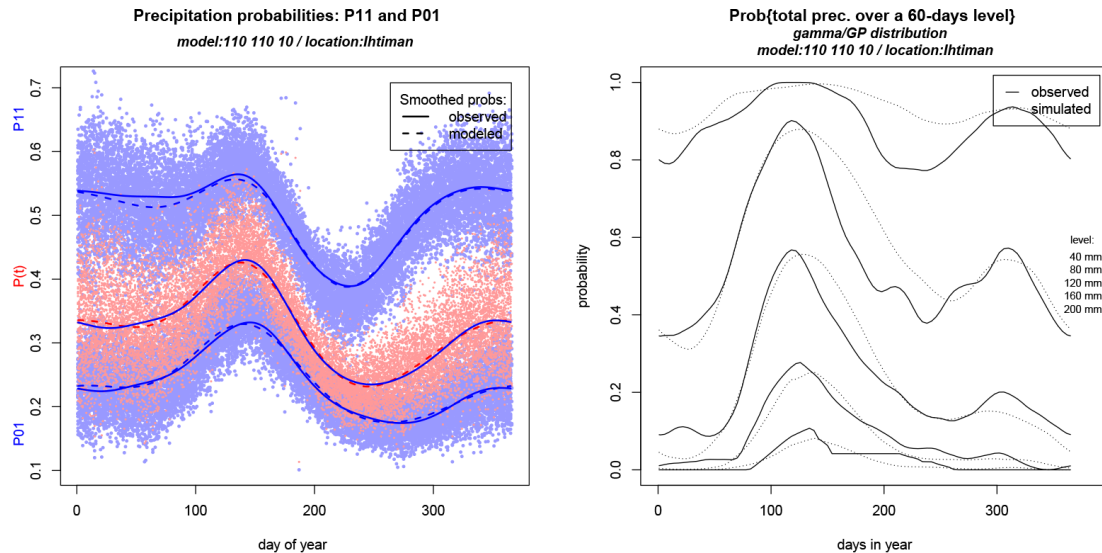 Precipitation probabilities: P11 and P01
model:110 110 10 / location:Ihtiman
P11
P(t)
P01
0.7
0.6
0.5
0.4
0.3
0.2
0.1
Smoothed probs:
observed
modeled
0
100
200
300
day of year
Prob{total prec. over a 60-days level}
gamma/GP distribution
model:110 110 10 / location:Ihtiman
probability
1.0
0.8
0.6
0.4
0.2
0.0
observed
simulated
level:
40 mm
80 mm
120 mm
160 mm
200 mm
0
100
200
300
days in year